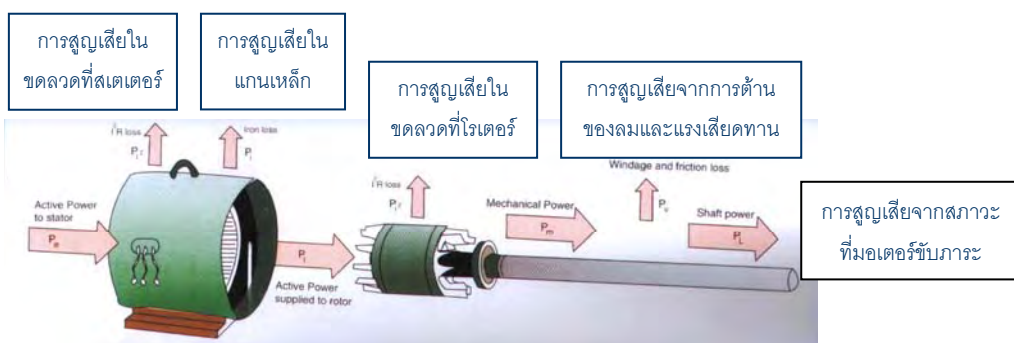 การสูญเสียใน
ขดลวดที่สเตเตอร์
การสูญเสียใน
แกนเหล็ก
การสูญเสียใน
ขดลวดที่โรเตอร์
การสูญเสียจากการต้าน
ของลมและแรงเสียดทาน
I²R loss
Iron loss
Windage and friction loss
I²R loss
Active Power
to stator
Mechanical Power
Shaft power
Pₑ
Pₘ
Pᵥ
P_L
Active Power
supplied to rotor
การสูญเสียจากสภาวะ
ที่มอเตอร์ขับภาระ